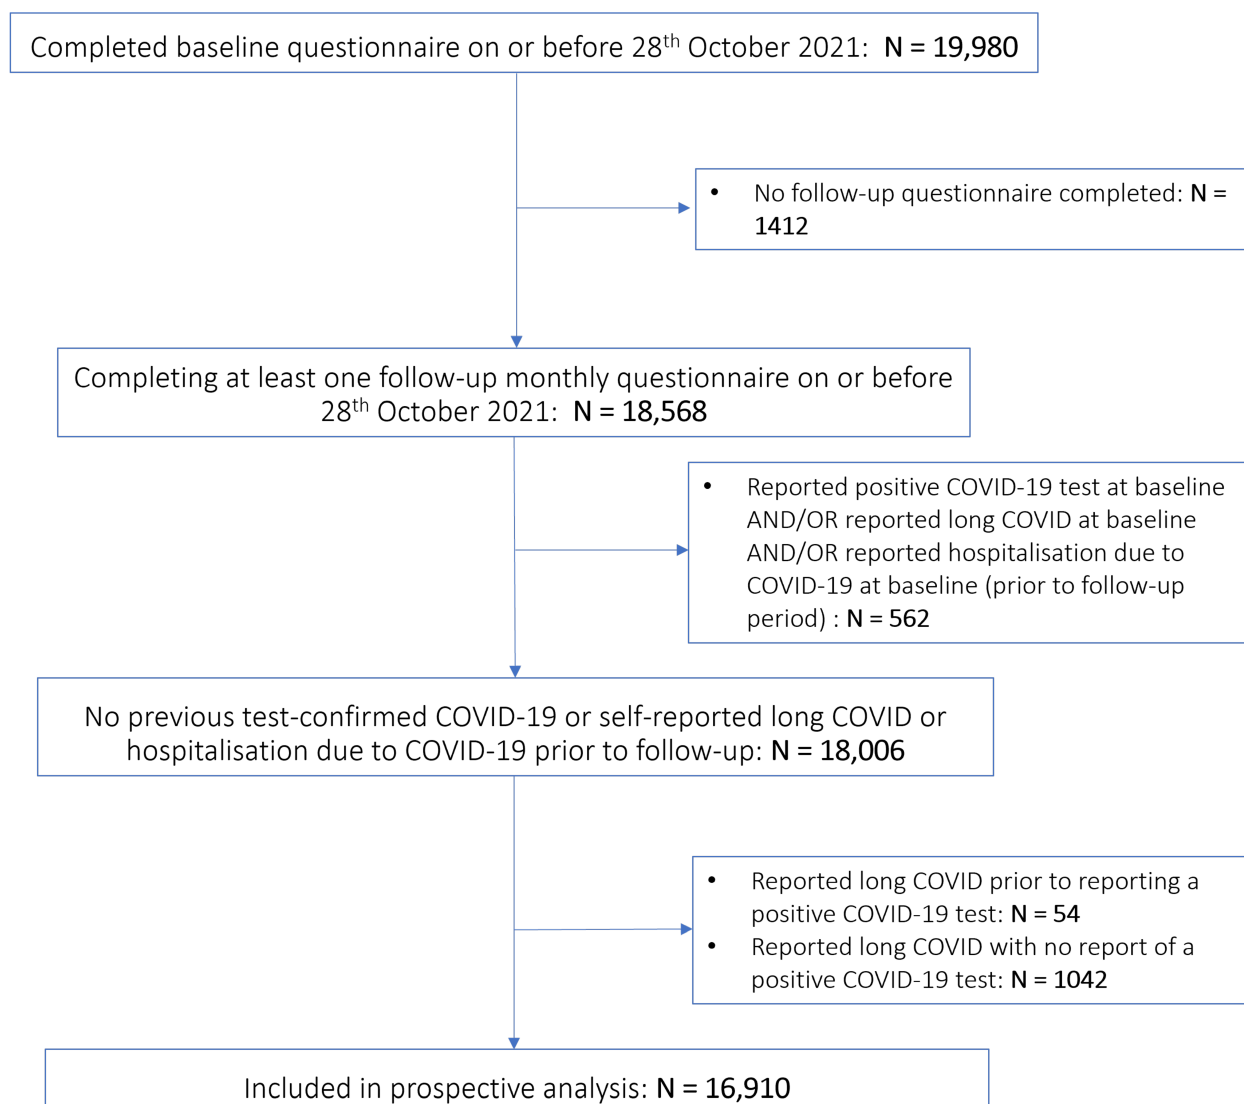 Completed baseline questionnaire on or before 28th October 2021: N = 19,980
• No follow-up questionnaire completed: N =
1412
Completing at least one follow-up monthly questionnaire on or before
28th October 2021: N = 18,568
• Reported positive COVID-19 test at baseline
AND/OR reported long COVID at baseline
AND/OR reported hospitalisation due to
COVID-19 at baseline (prior to follow-up
period) : N = 562
No previous test-confirmed COVID-19 or self-reported long COVID or
hospitalisation due to COVID-19 prior to follow-up: N = 18,006
• Reported long COVID prior to reporting a
positive COVID-19 test: N = 54
• Reported long COVID with no report of a
positive COVID-19 test: N = 1042
Included in prospective analysis: N = 16,910